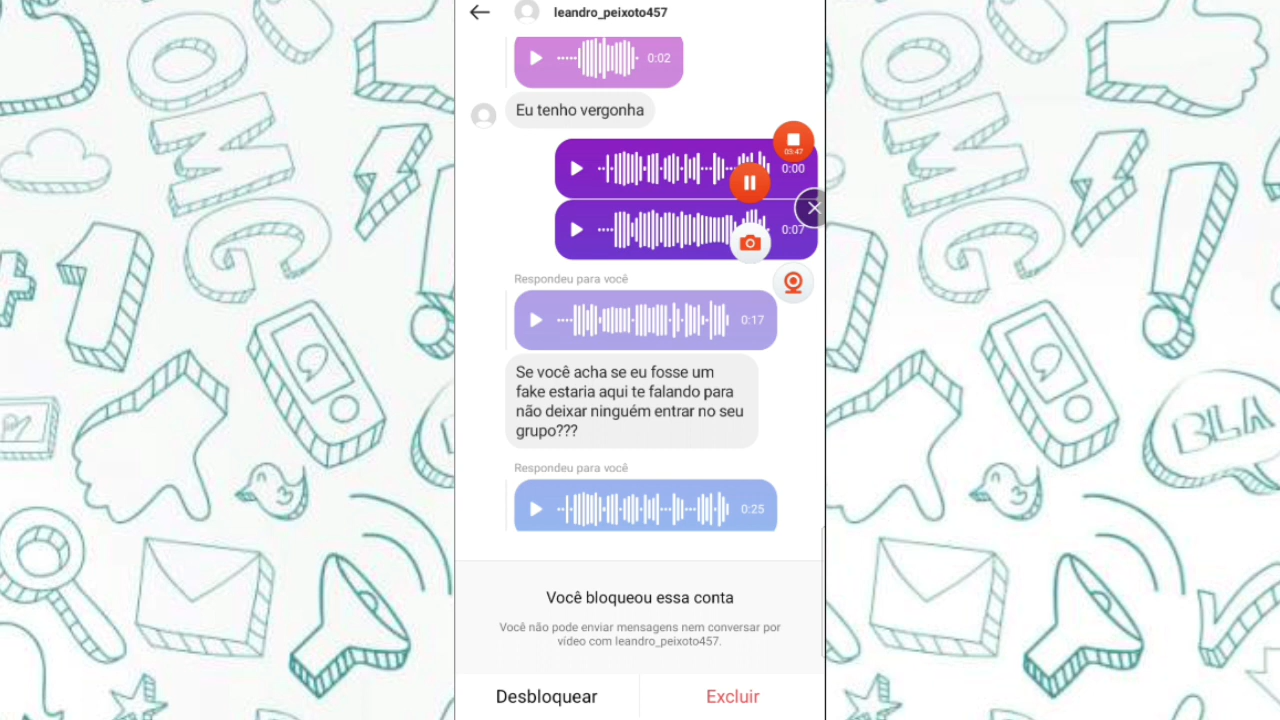 leandro_peixoto457
0:02
Eu tenho vergonha
03:47
0:00
0:07
Respondeu para você
0:17
Se você acha se eu fosse um
fake estaria aqui te falando para
não deixar ninguém entrar no seu
grupo???
Respondeu para você
0:25
Você bloqueou essa conta
Você não pode enviar mensagens nem conversar por
vídeo com leandro_peixoto457.
Desbloquear
Excluir
OMG
1
!
BLA
OMG
!
BLA